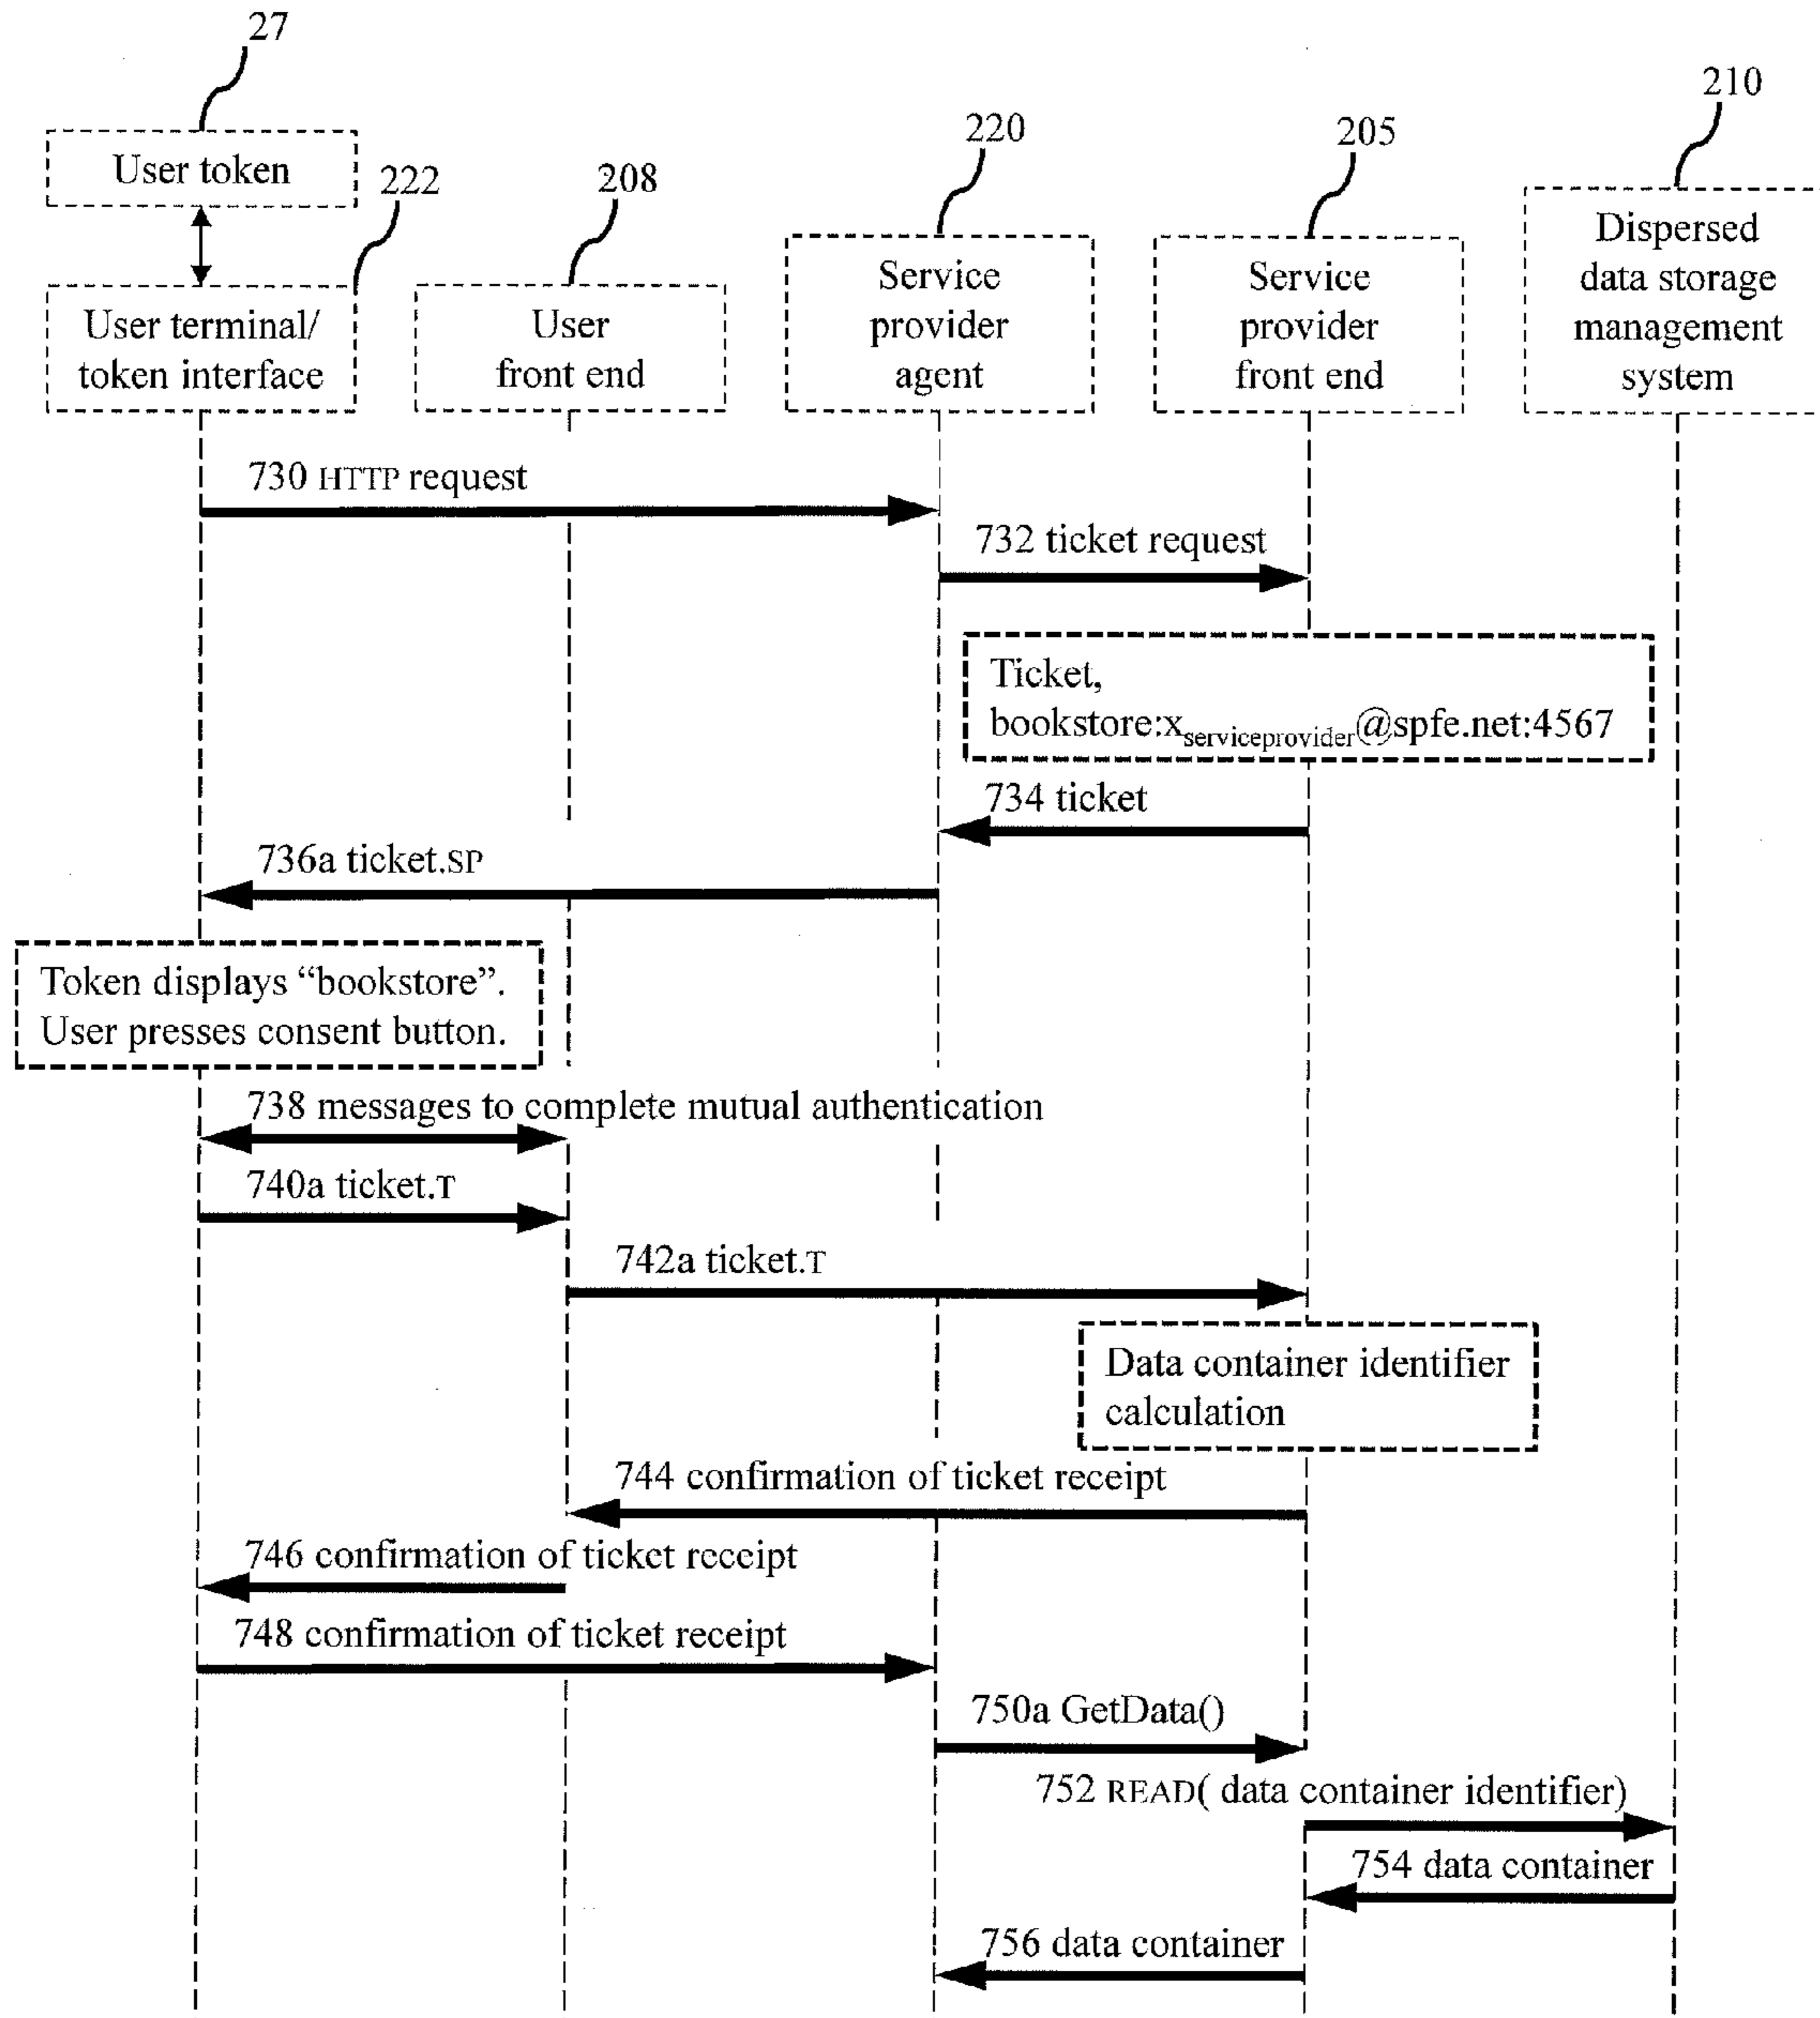 27
210
220
205
User token
222
208
Dispersed
data storage
management
system
Service
provider
agent
Service
provider
front end
User terminal/
token interface
User
front end
730 HTTP request
732 ticket request
Ticket,
bookstore:xserviceprovider@spfe.net:4567
734 ticket
736a ticket.SP
Token displays “bookstore”.
User presses consent button.
738 messages to complete mutual authentication
740a ticket.T
742a ticket.T
Data container identifier
calculation
744 confirmation of ticket receipt
746 confirmation of ticket receipt
748 confirmation of ticket receipt
750a GetData()
752 READ( data container identifier)
754 data container
756 data container